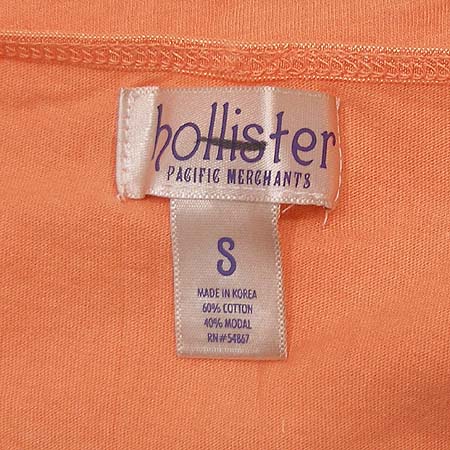 hollister
PACIFIC MERCHANTS
S
MADE IN KOREA
60% COTTON
40% MODAL
RN# 54867